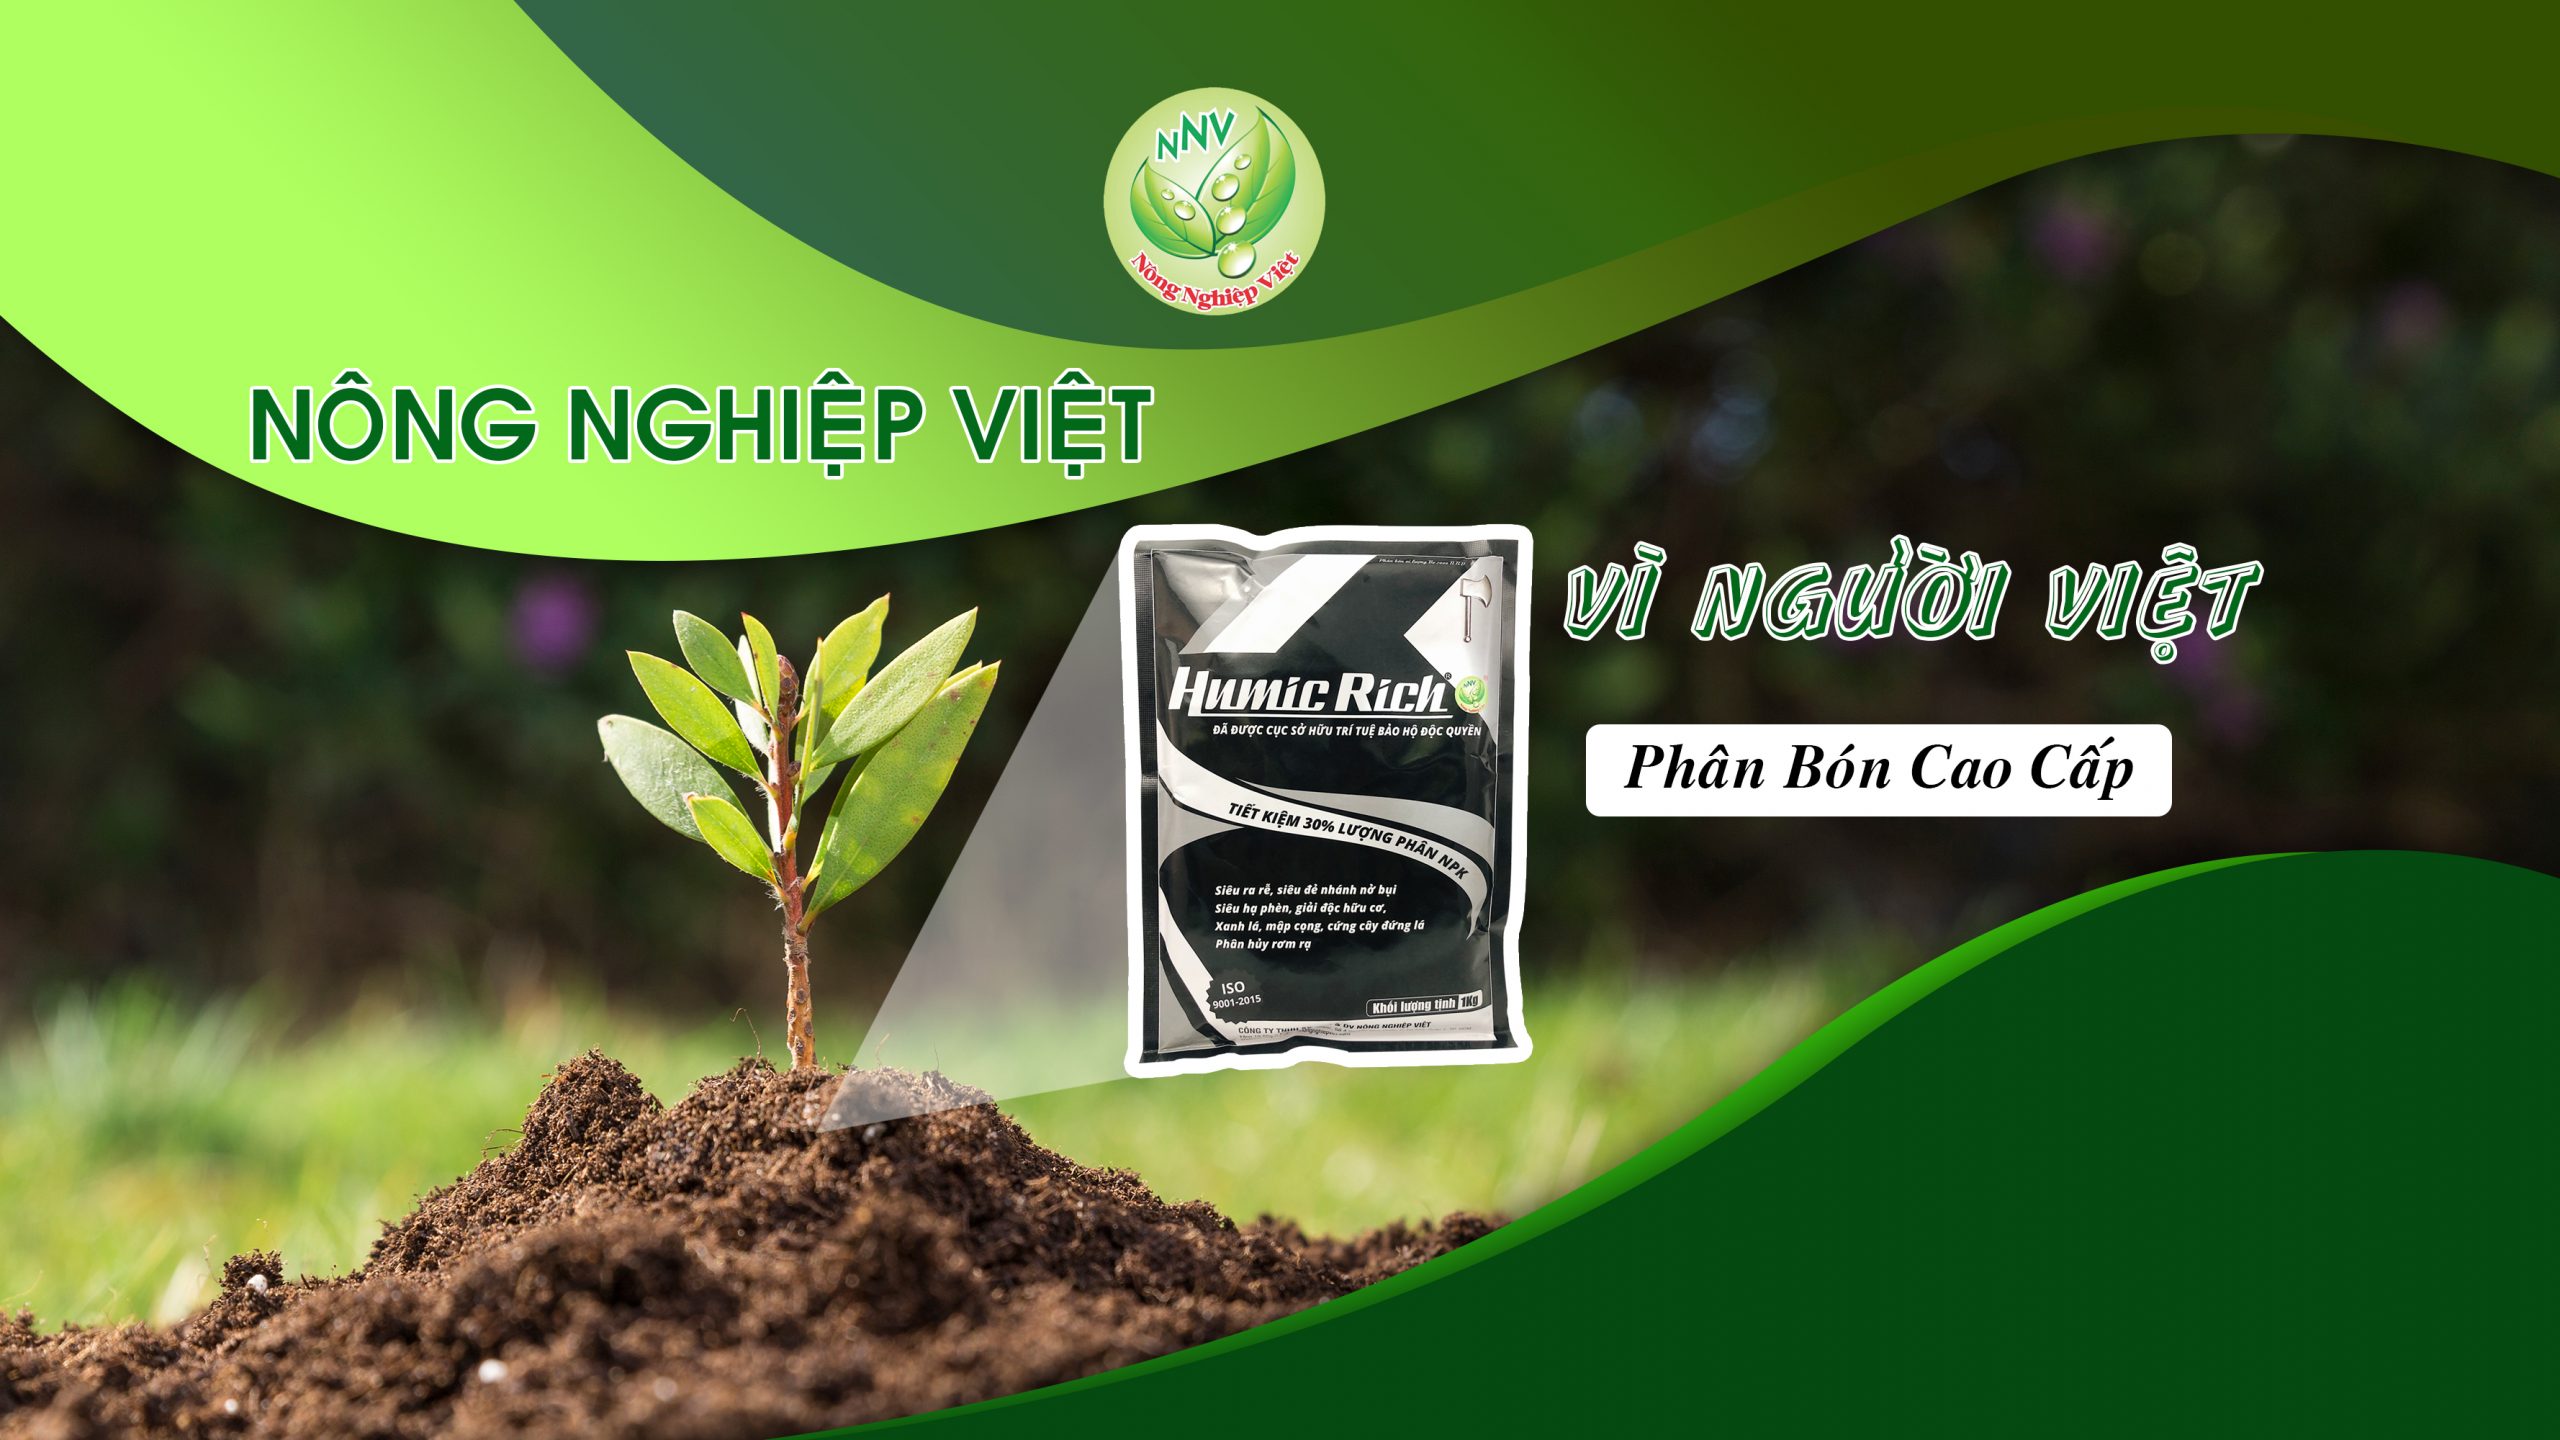 NNV
Nông Nghiệp Việt
NÔNG NGHIỆP VIỆT
VÌ NGƯỜI VIỆT
Phân Bón Cao Cấp
Humic Rich®
NNV
ĐÃ ĐƯỢC CỤC SỞ HỮU TRÍ TUỆ BẢO HỘ ĐỘC QUYỀN
TIẾT KIỆM 30% LƯỢNG PHÂN NPK
Siêu ra rễ, siêu đẻ nhánh nở bụi
Siêu hạ phèn, giải độc hữu cơ,
Xanh lá, mập cọng, cứng cây đứng lá
Phân hủy rơm rạ
ISO
9001-2015
Khối lượng tịnh 1Kg
CÔNG TY TNHH & DV NÔNG NGHIỆP VIỆT